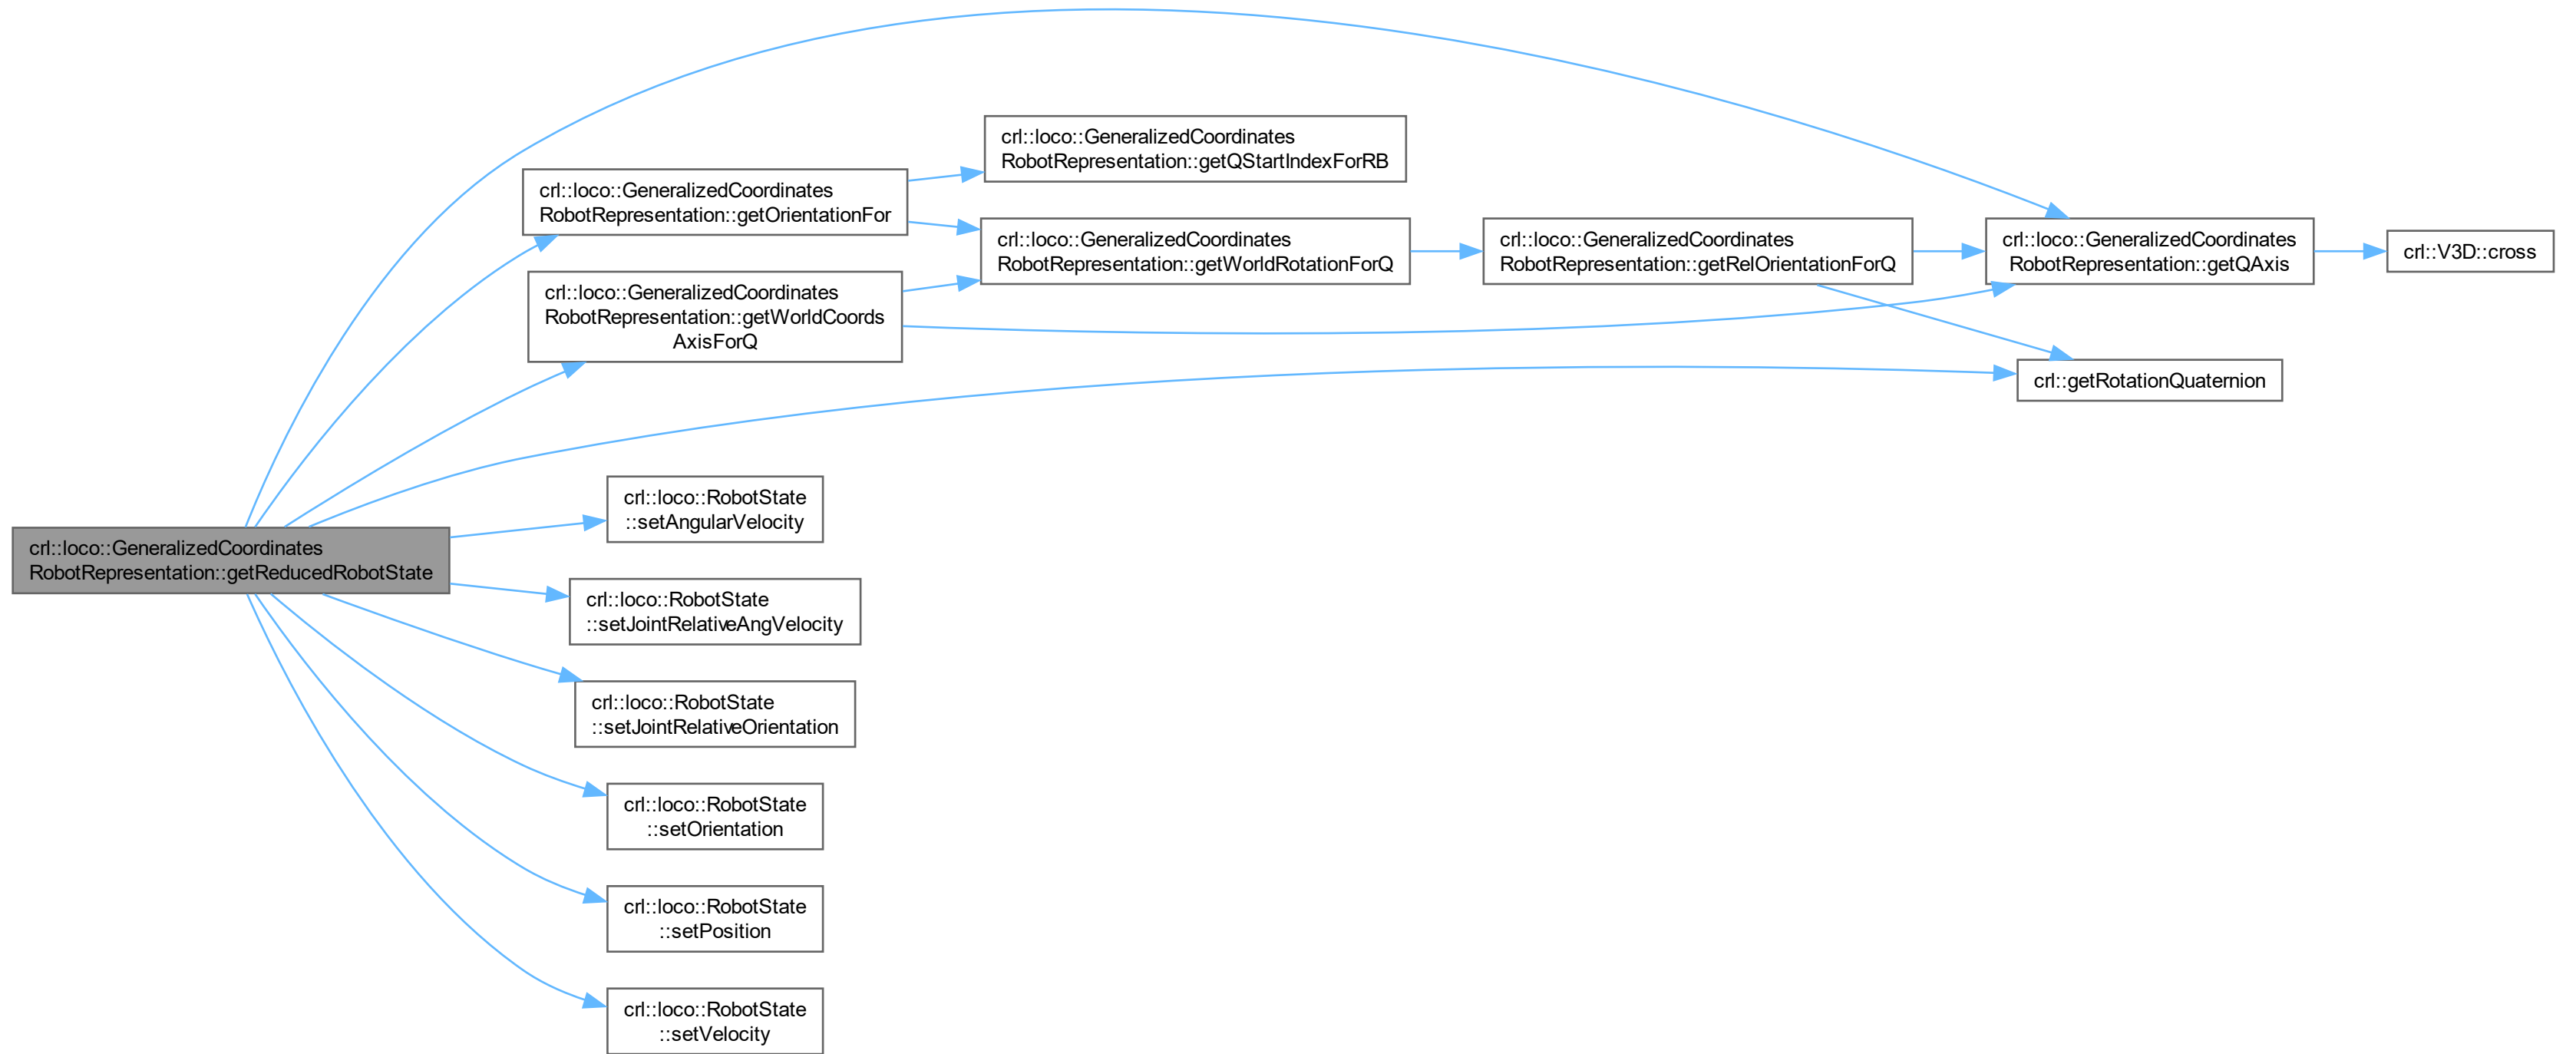 crl::loco::GeneralizedCoordinates
RobotRepresentation::getReducedRobotState
crl::loco::GeneralizedCoordinates
RobotRepresentation::getOrientationFor
crl::loco::GeneralizedCoordinates
RobotRepresentation::getQStartIndexForRB
crl::loco::GeneralizedCoordinates
RobotRepresentation::getWorldRotationForQ
crl::loco::GeneralizedCoordinates
RobotRepresentation::getRelOrientationForQ
crl::loco::GeneralizedCoordinates
RobotRepresentation::getQAxis
crl::V3D::cross
crl::loco::GeneralizedCoordinates
RobotRepresentation::getWorldCoords
AxisForQ
crl::getRotationQuaternion
crl::loco::RobotState
::setAngularVelocity
crl::loco::RobotState
::setJointRelativeAngVelocity
crl::loco::RobotState
::setJointRelativeOrientation
crl::loco::RobotState
::setOrientation
crl::loco::RobotState
::setPosition
crl::loco::RobotState
::setVelocity